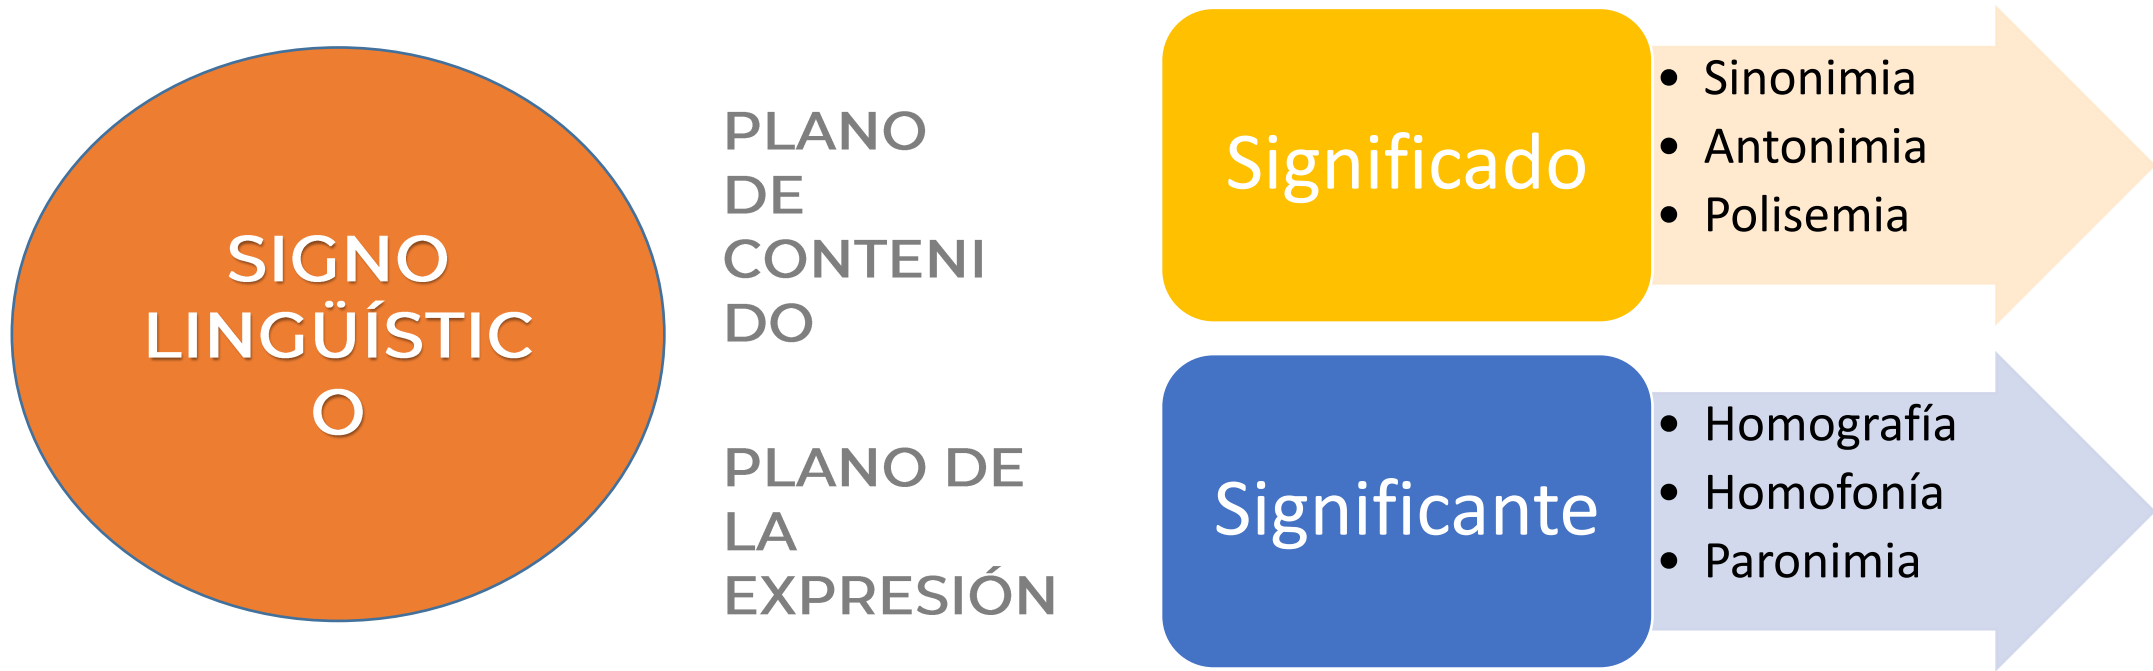 SIGNO
LINGÜÍSTIC
O
PLANO
DE
CONTENI
DO
PLANO DE
LA
EXPRESIÓN
Significado
• Sinonimia
• Antonimia
• Polisemia
Significante
• Homografía
• Homofonía
• Paronimia